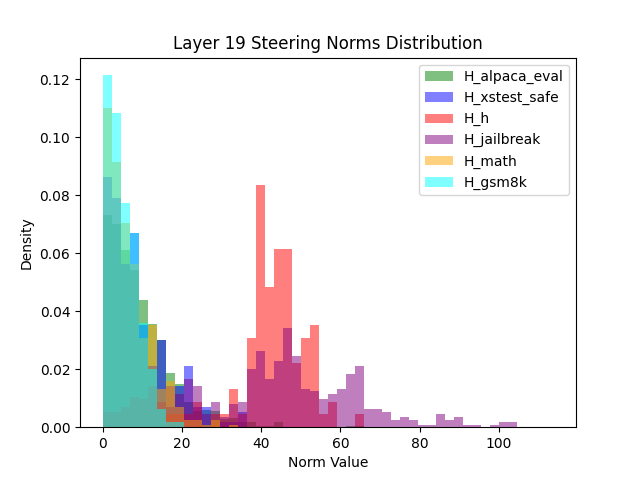 Layer 19 Steering Norms Distribution
H_alpaca_eval
H_xstest_safe
H_h
H_jailbreak
H_math
H_gsm8k
0.12
0.10
0.08
0.06
0.04
0.02
0.00
Density
0 20 40 60 80 100
Norm Value